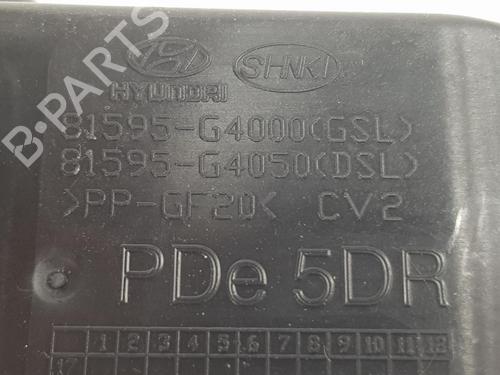 B-PARTS
SHNKI
HYUNDAI
81595-G4000(GSL)
81595-G4050(DSL)
>PP-GF20< CV2
PDe 5DR
1 2 3 4 5 6 7 8 9 10 11 12
17